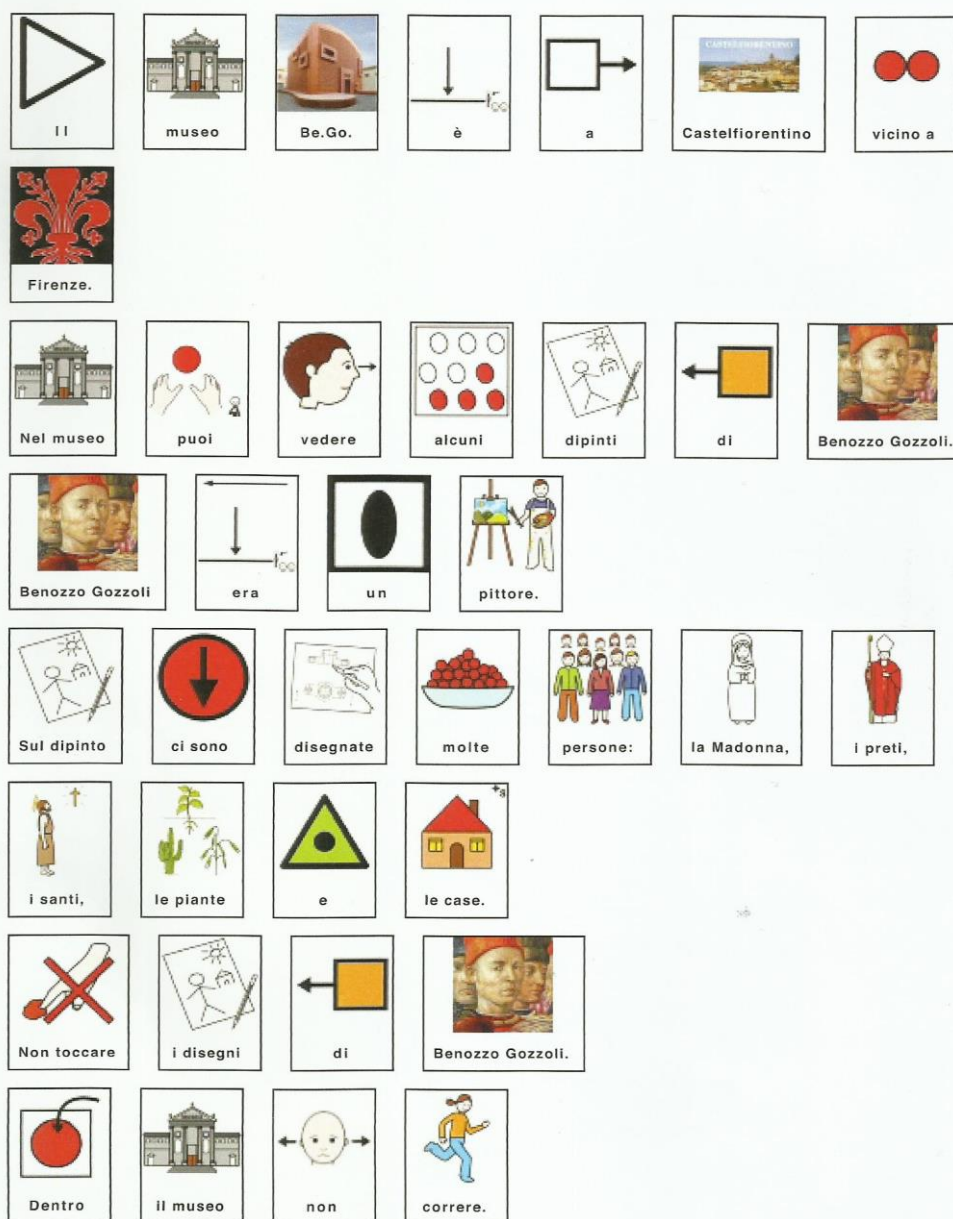 Il museo Be.Go. è a Castelfiorentino vicino a
Firenze.
Nel museo puoi vedere alcuni dipinti di Benozzo Gozzoli.
Benozzo Gozzoli era un pittore.
Sul dipinto ci sono disegnate molte persone: la Madonna, i preti,
i santi, le piante e le case.
Non toccare i disegni di Benozzo Gozzoli.
Dentro il museo non correre.